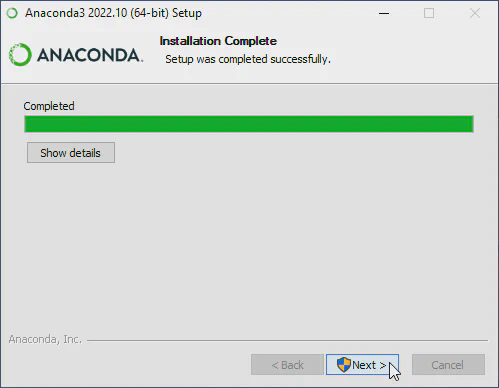 Anaconda3 2022.10 (64-bit) Setup
ANACONDA.
Installation Complete
Setup was completed successfully.
Completed
Show details
Anaconda, Inc.
< Back
Next >
Cancel